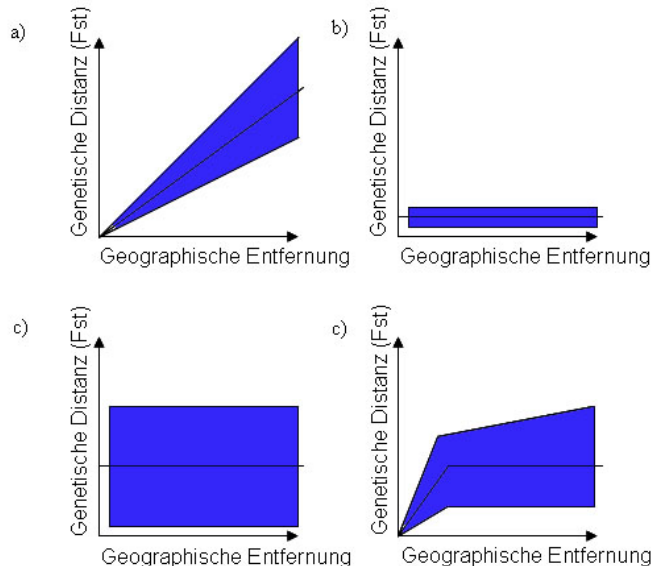 a)
Genetische Distanz (Fst)
Geographische Entfernung
b)
Genetische Distanz (Fst)
Geographische Entfernung
c)
Genetische Distanz (Fst)
Geographische Entfernung
c)
Genetische Distanz (Fst)
Geographische Entfernung